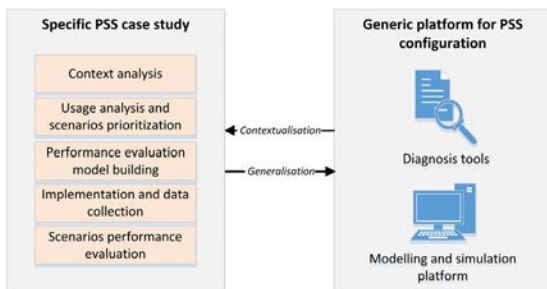 Specific PSS case study
Context analysis
Usage analysis and
scenarios prioritization
Performance evaluation
model building
Implementation and data
collection
Scenarios performance
evaluation
Contextualisation
Generalisation
Generic platform for PSS
configuration
Diagnosis tools
Modelling and simulation
platform